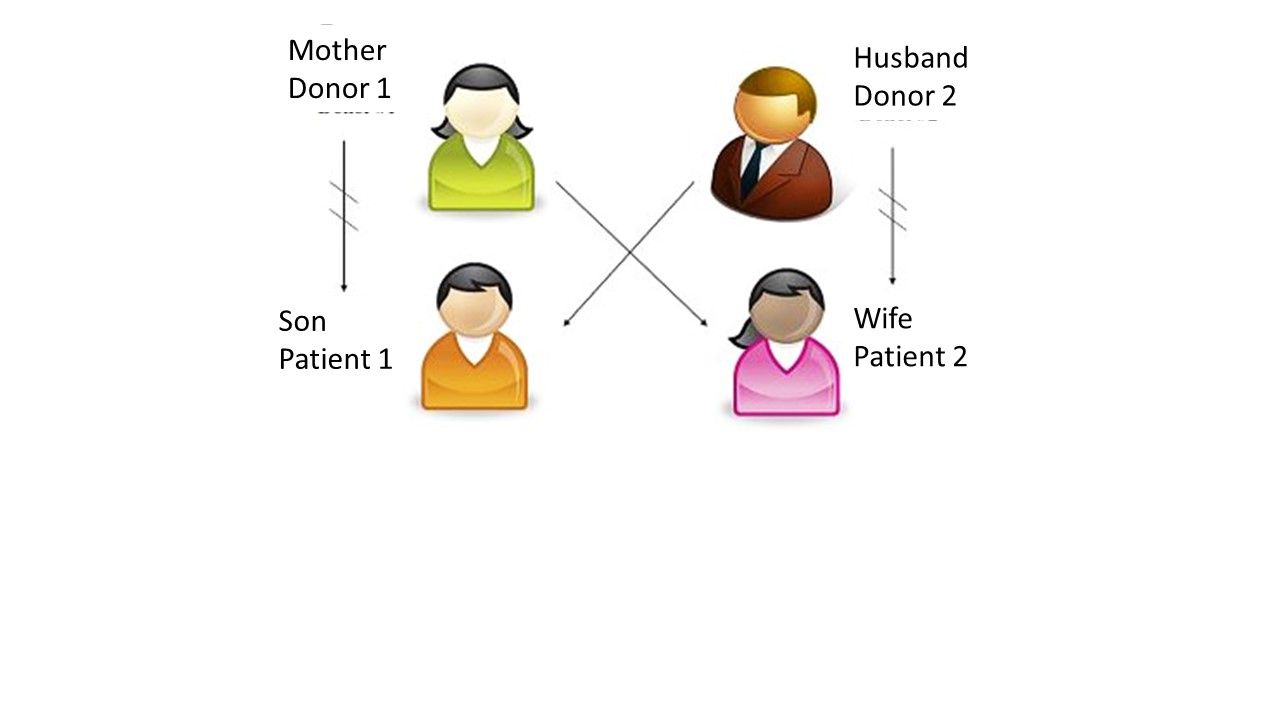 Mother
Donor 1
Husband
Donor 2
Son
Patient 1
Wife
Patient 2